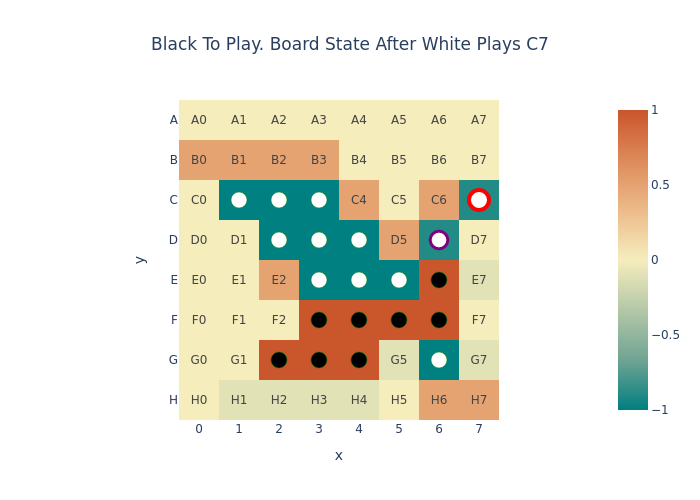 Black To Play. Board State After White Plays C7
A A0 A1 A2 A3 A4 A5 A6 A7
B B0 B1 B2 B3 B4 B5 B6 B7
C C0 C4 C5 C6
D D0 D1 D5 D7
E E0 E1 E2 E7
F F0 F1 F2 F7
G G0 G1 G5 G7
H H0 H1 H2 H3 H4 H5 H6 H7
0 1 2 3 4 5 6 7
x
y
1
0.5
0
−0.5
−1